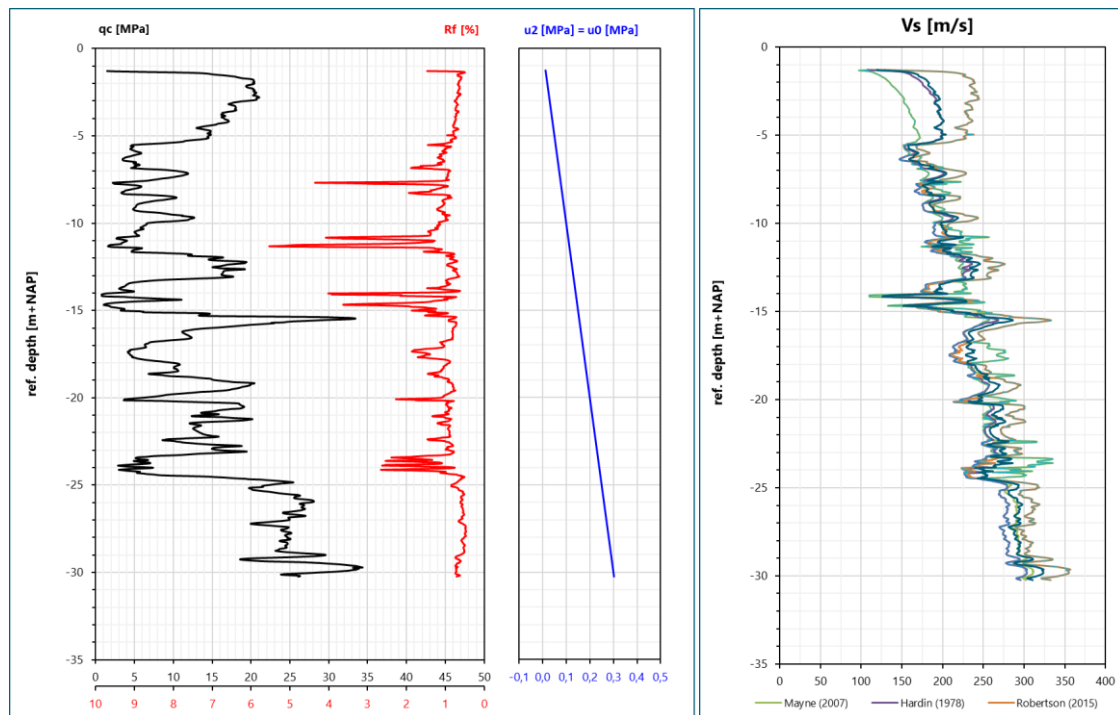 qc [MPa] Rf [%] u2 [MPa] = u0 [MPa]
Vs [m/s]
ref. depth [m+NAP]
0
-5
-10
-15
-20
-25
-30
-35
0 5 10 15 20 25 30 35 40 45 50
10 9 8 7 6 5 4 3 2 1 0
-0,1 0,0 0,1 0,2 0,3 0,4 0,5
ref. depth [m+NAP]
0
-5
-10
-15
-20
-25
-30
-35
0 50 100 150 200 250 300 350 400
Mayne (2007) Hardin (1978) Robertson (2015)